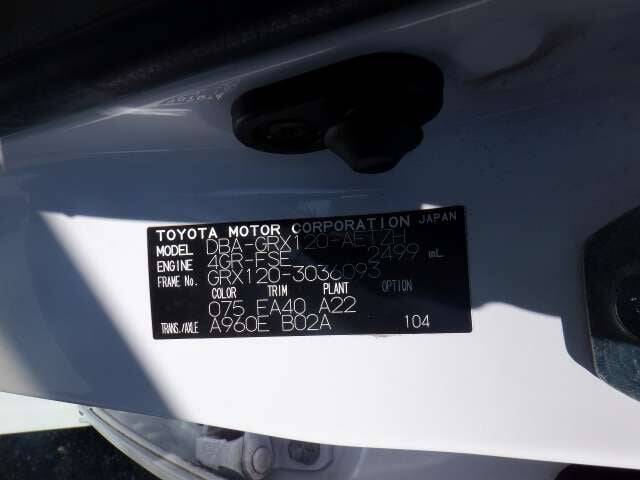 TOYOTA MOTOR CORPORATION JAPAN
MODEL DBA-GRX120-AETZH
ENGINE 4GR-FSE 2499 mL
FRAME No. GRX120-3036093
COLOR TRIM PLANT OPTION
075 FA40 A22
TRANS./AXLE A960E B02A 104